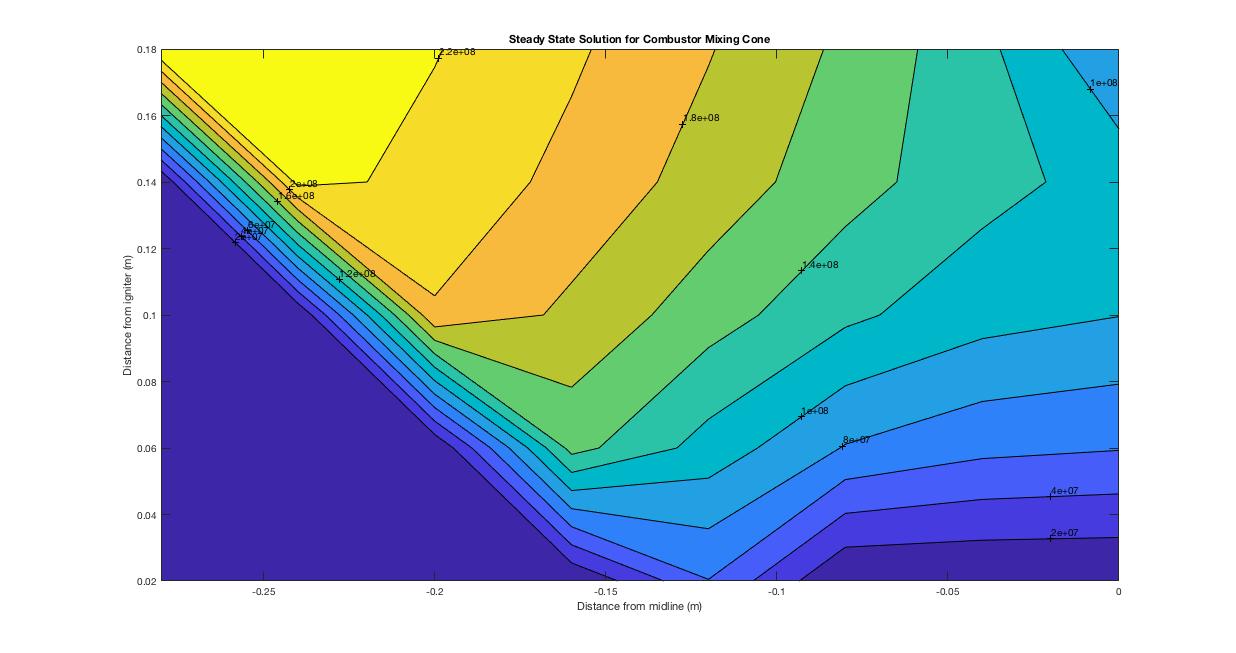 Steady State Solution for Combustor Mixing Cone
0.18
2.2e+08
1e+08
0.16
1.8e+08
0.14
2e+08
1.6e+08
0.12
6e+07
4e+07
2e+07
1.4e+08
1.2e+08
0.1
0.08
1e+08
8e+07
0.06
4e+07
0.04
2e+07
0.02
Distance from igniter (m)
-0.25
-0.2
-0.15
-0.1
-0.05
0
Distance from midline (m)